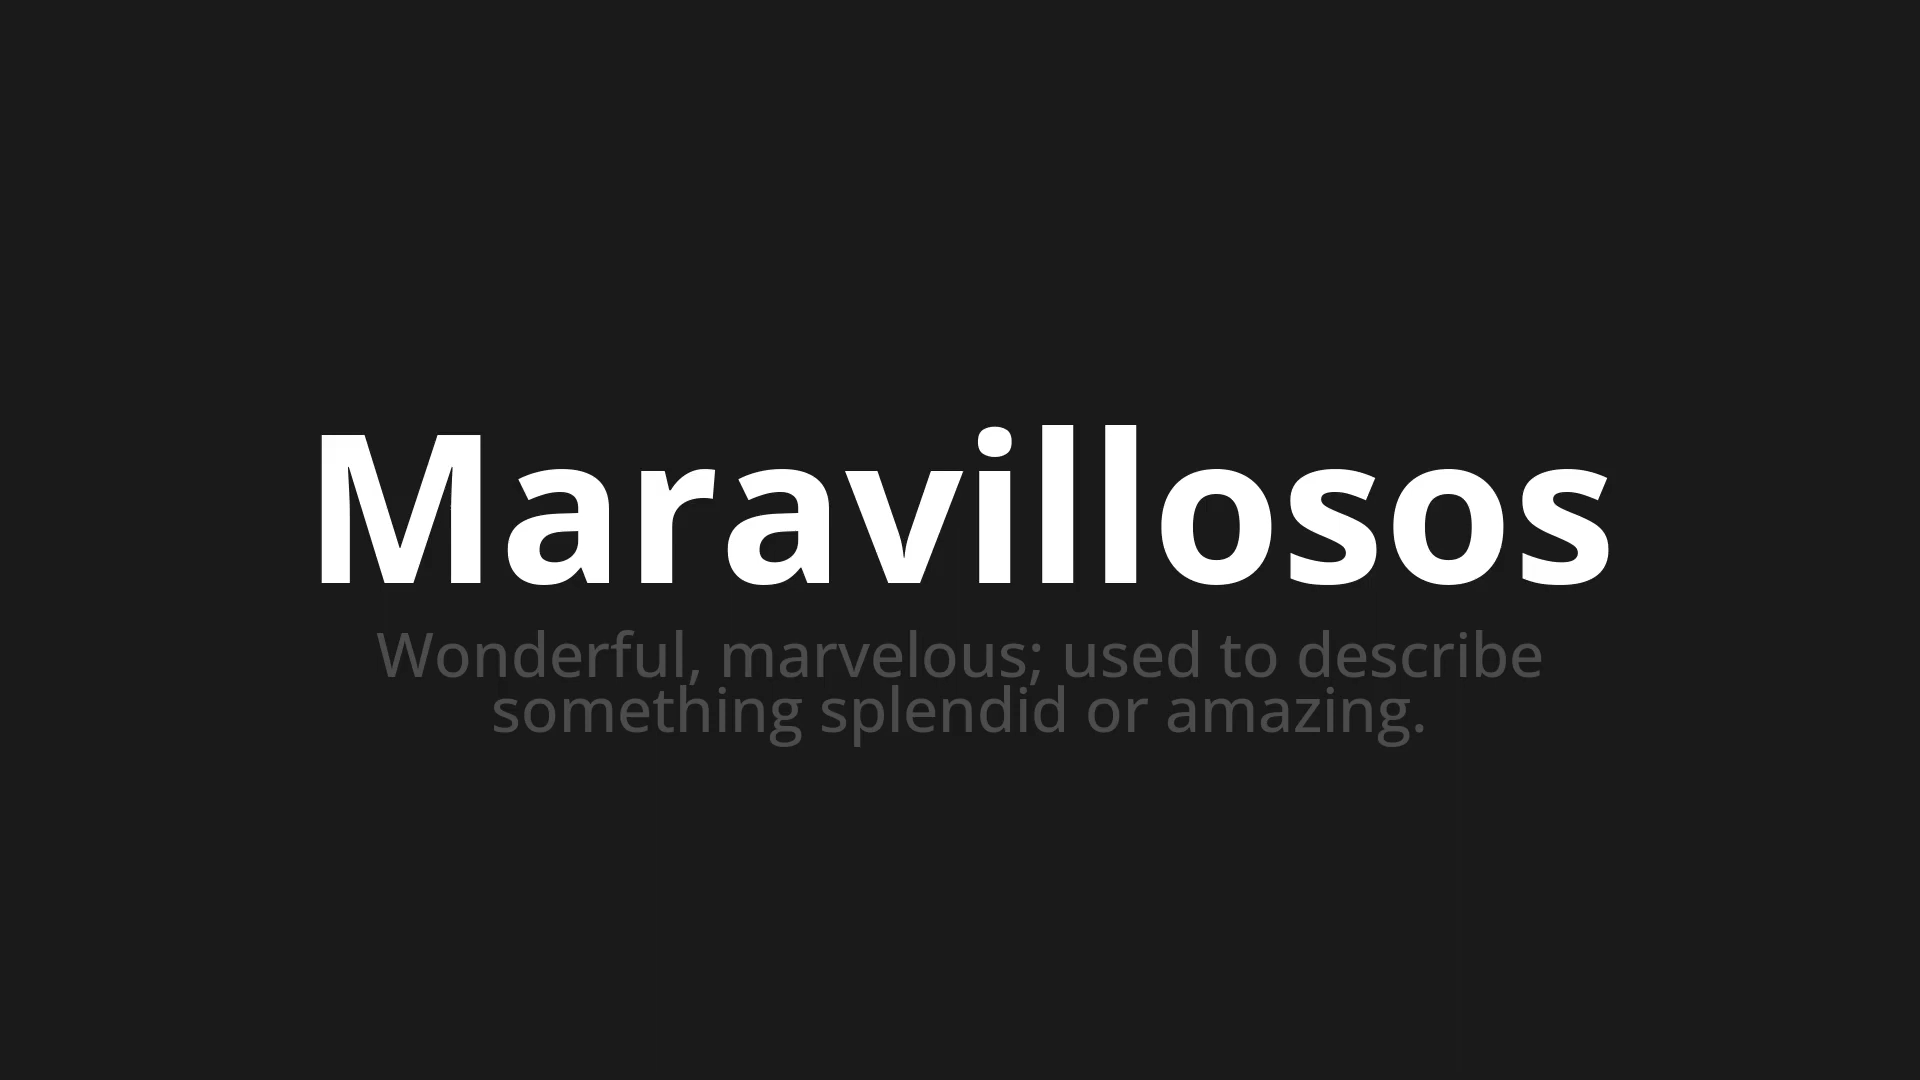 Maravillosos
Wonderful, marvelous; used to describe
something splendid or amazing.